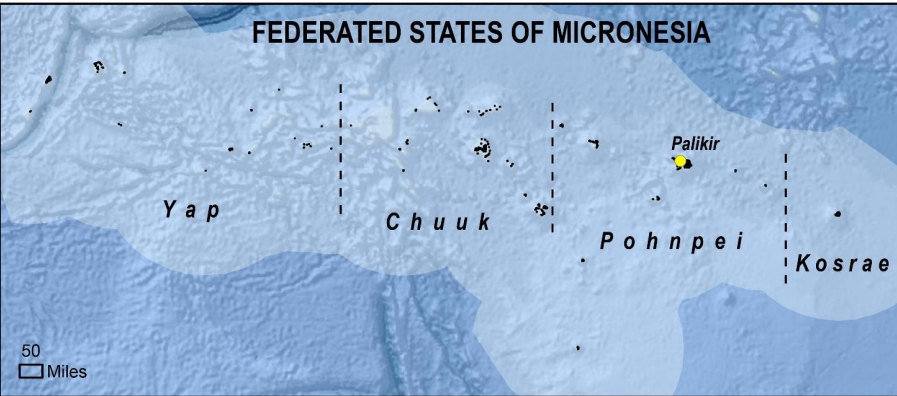 FEDERATED STATES OF MICRONESIA
Palikir
Yap
Chuuk
Pohnpei
Kosrae
50
Miles